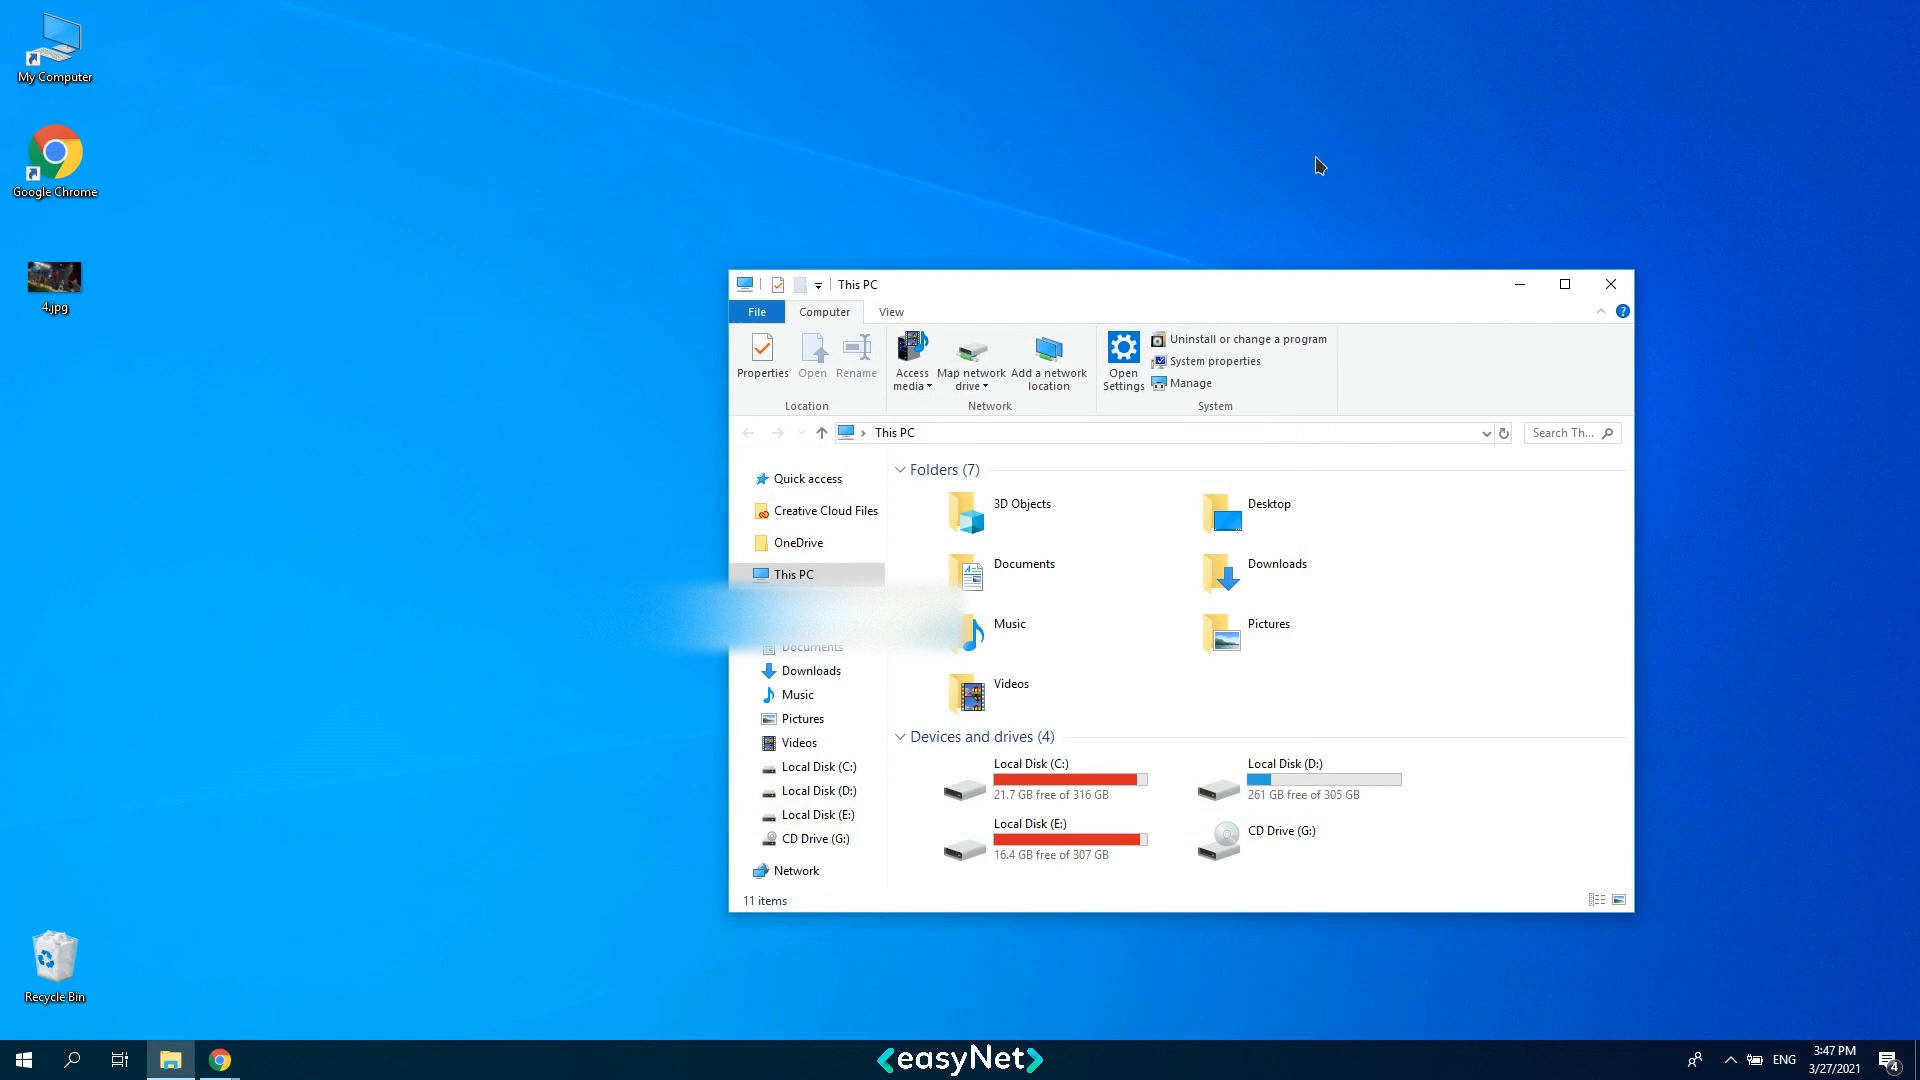 My Computer
Google Chrome
4.jpg
Recycle Bin
This PC
File Computer View
Properties Open Rename
Access media
Map network drive
Add a network location
Open Settings
Uninstall or change a program
System properties
Manage
Location Network System
This PC
Search Th...
Quick access
Creative Cloud Files
OneDrive
This PC
Documents
Downloads
Music
Pictures
Videos
Local Disk (C:)
Local Disk (D:)
Local Disk (E:)
CD Drive (G:)
Network
Folders (7)
3D Objects
Desktop
Documents
Downloads
Music
Pictures
Videos
Devices and drives (4)
Local Disk (C:)
21.7 GB free of 316 GB
Local Disk (D:)
261 GB free of 305 GB
Local Disk (E:)
16.4 GB free of 307 GB
CD Drive (G:)
11 items
<easyNet>
ENG
3:47 PM
3/27/2021
4